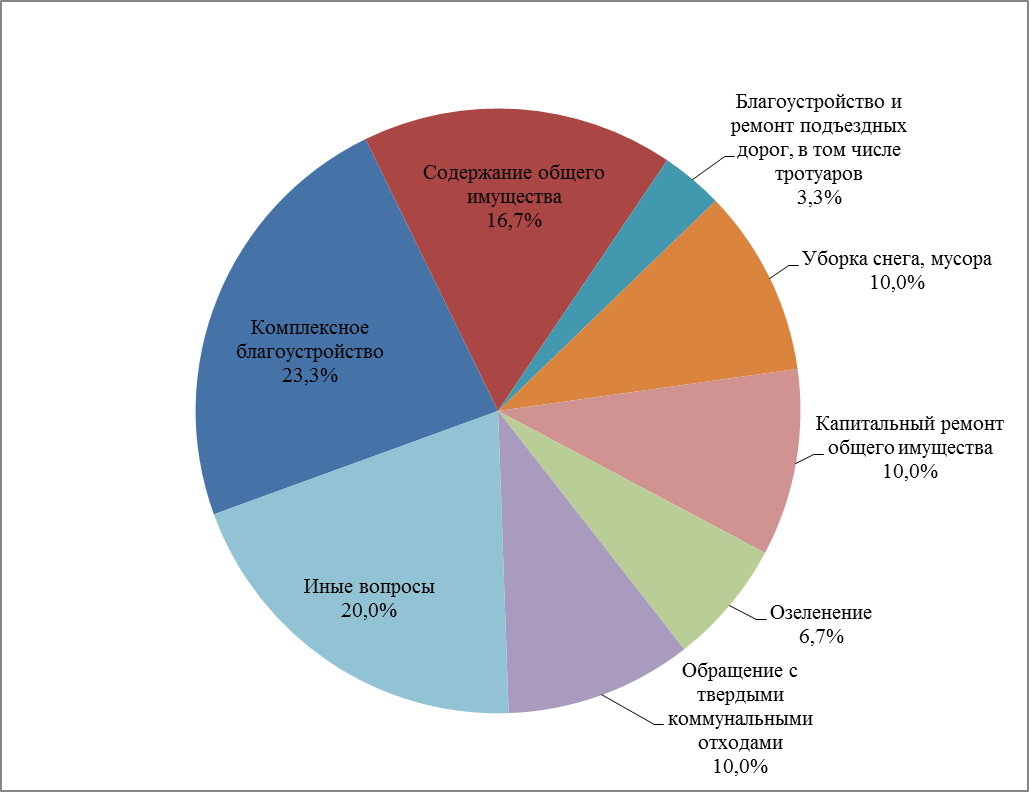 Благоустройство и
ремонт подъездных
дорог, в том числе
тротуаров
3,3%
Содержание общего
имущества
16,7%
Уборка снега, мусора
10,0%
Комплексное
благоустройство
23,3%
Капитальный ремонт
общего имущества
10,0%
Иные вопросы
20,0%
Озеленение
6,7%
Обращение с
твердыми
коммунальными
отходами
10,0%